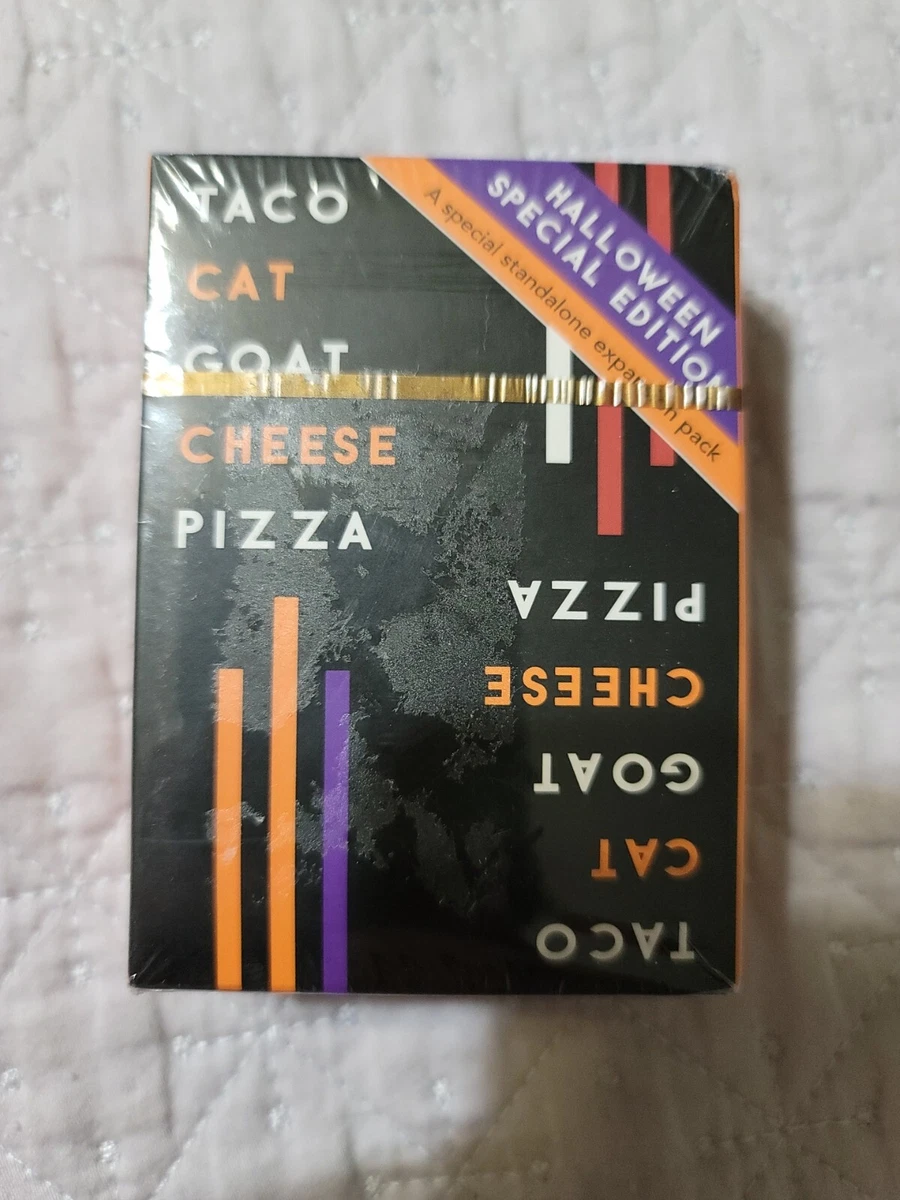 TACO
CAT
GOAT
CHEESE
PIZZA
HALLOWEEN
SPECIAL EDITION
A special standalone expansion pack
PIZZA
CHEESE
GOAT
CAT
TACO